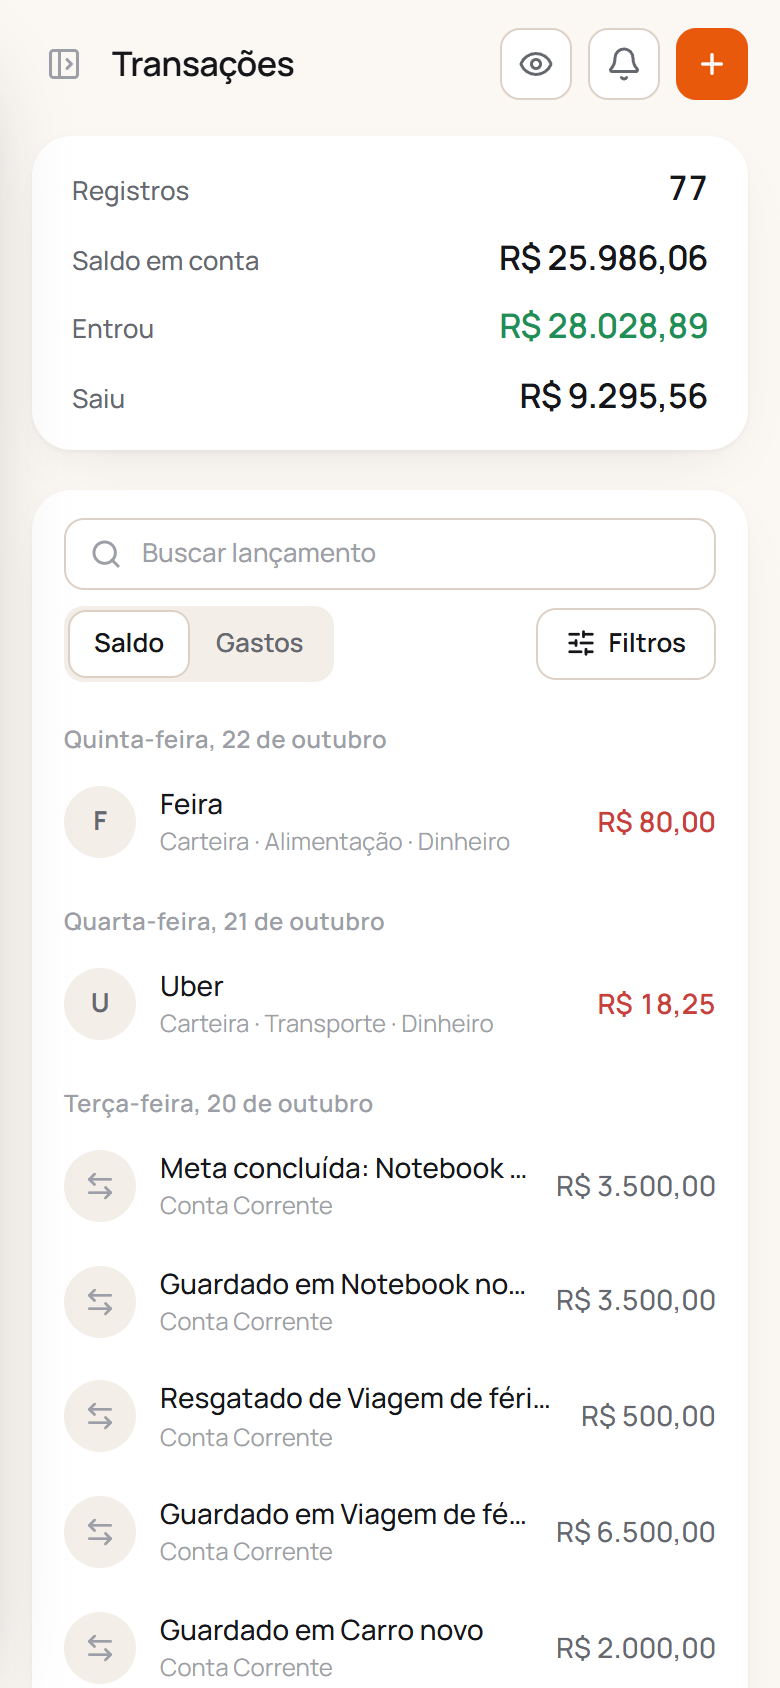 Transações
Registros 77
Saldo em conta R$ 25.986,06
Entrou R$ 28.028,89
Saiu R$ 9.295,56
Buscar lançamento
Saldo Gastos Filtros
Quinta-feira, 22 de outubro
F Feira R$ 80,00
Carteira · Alimentação · Dinheiro
Quarta-feira, 21 de outubro
U Uber R$ 18,25
Carteira · Transporte · Dinheiro
Terça-feira, 20 de outubro
Meta concluída: Notebook ... R$ 3.500,00
Conta Corrente
Guardado em Notebook no... R$ 3.500,00
Conta Corrente
Resgatado de Viagem de féri... R$ 500,00
Conta Corrente
Guardado em Viagem de fé... R$ 6.500,00
Conta Corrente
Guardado em Carro novo R$ 2.000,00
Conta Corrente